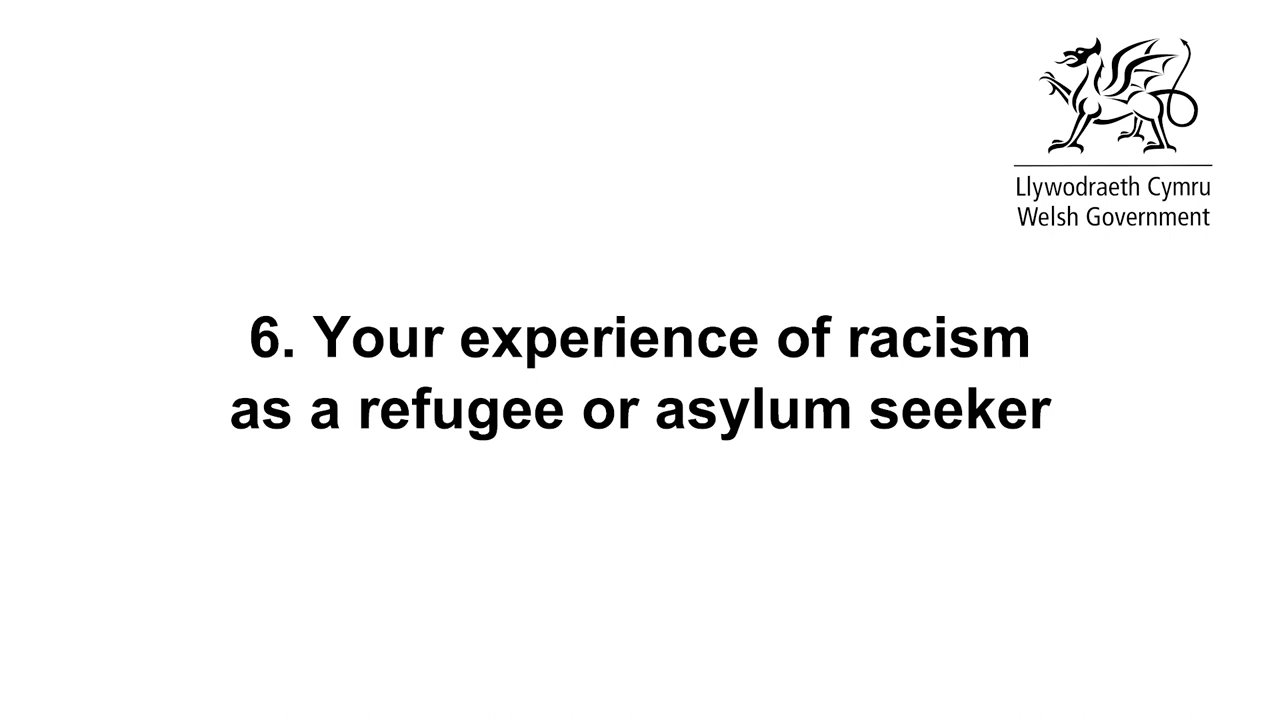 Llywodraeth Cymru
Welsh Government
6. Your experience of racism
as a refugee or asylum seeker